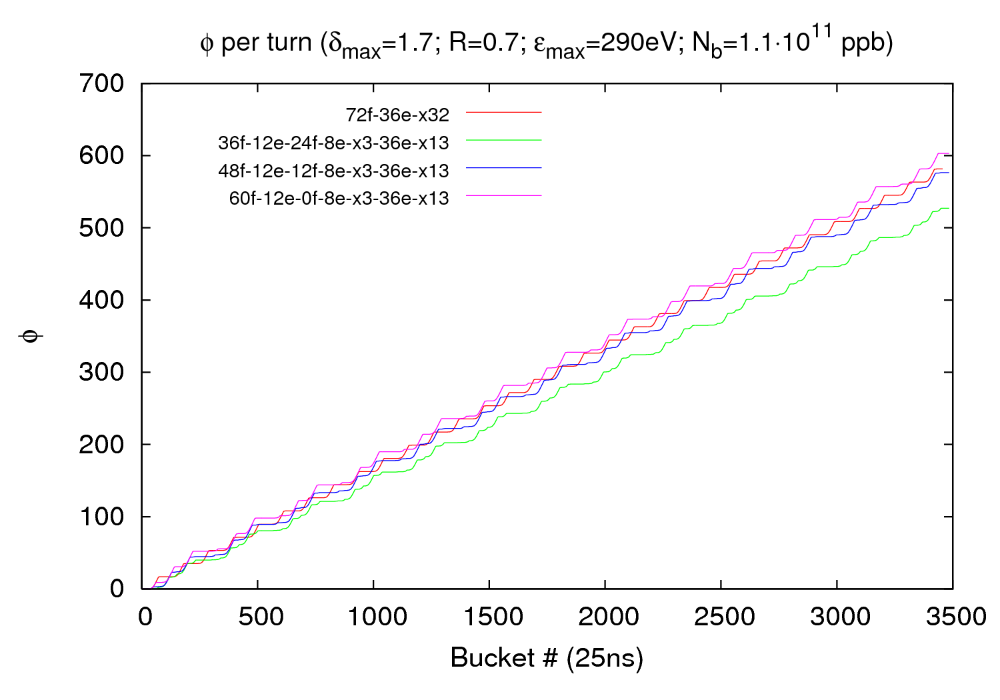 ϕ per turn (δmax=1.7; R=0.7; εmax=290eV; Nb=1.1·10^11 ppb)
700
600
500
400
300
200
100
0
72f-36e-x32
36f-12e-24f-8e-x3-36e-x13
48f-12e-12f-8e-x3-36e-x13
60f-12e-0f-8e-x3-36e-x13
ϕ
0 500 1000 1500 2000 2500 3000 3500
Bucket # (25ns)